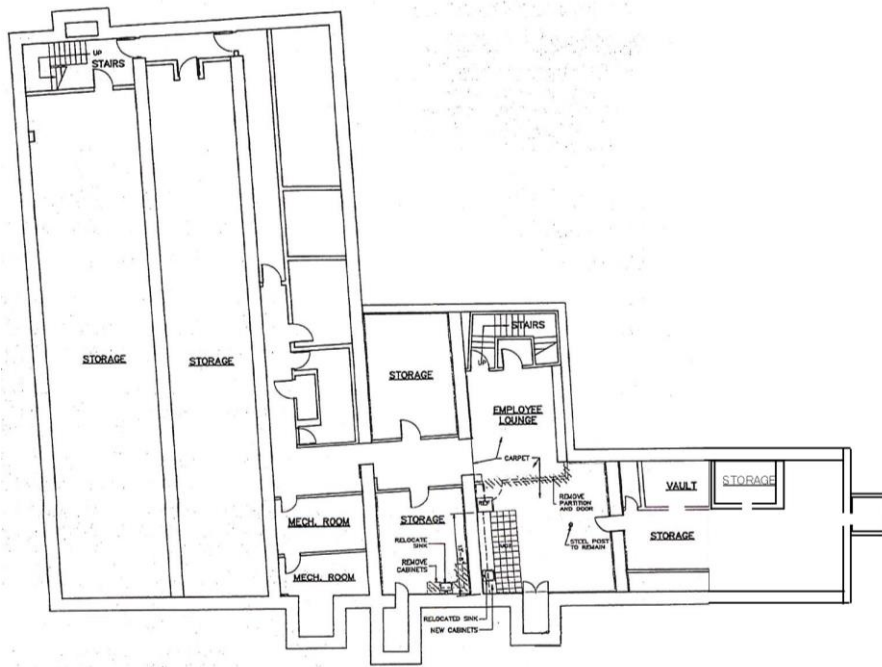 UP
STAIRS
STORAGE
STORAGE
STORAGE
STAIRS
UP
EMPLOYEE
LOUNGE
CARPET
REMOVE
PARTITION
AND DOOR
STEEL POST
TO REMAIN
VAULT
STORAGE
STORAGE
MECH. ROOM
MECH. ROOM
STORAGE
RELOCATE
SINK
REMOVE
CABINETS
RELOCATED SINK
NEW CABINETS